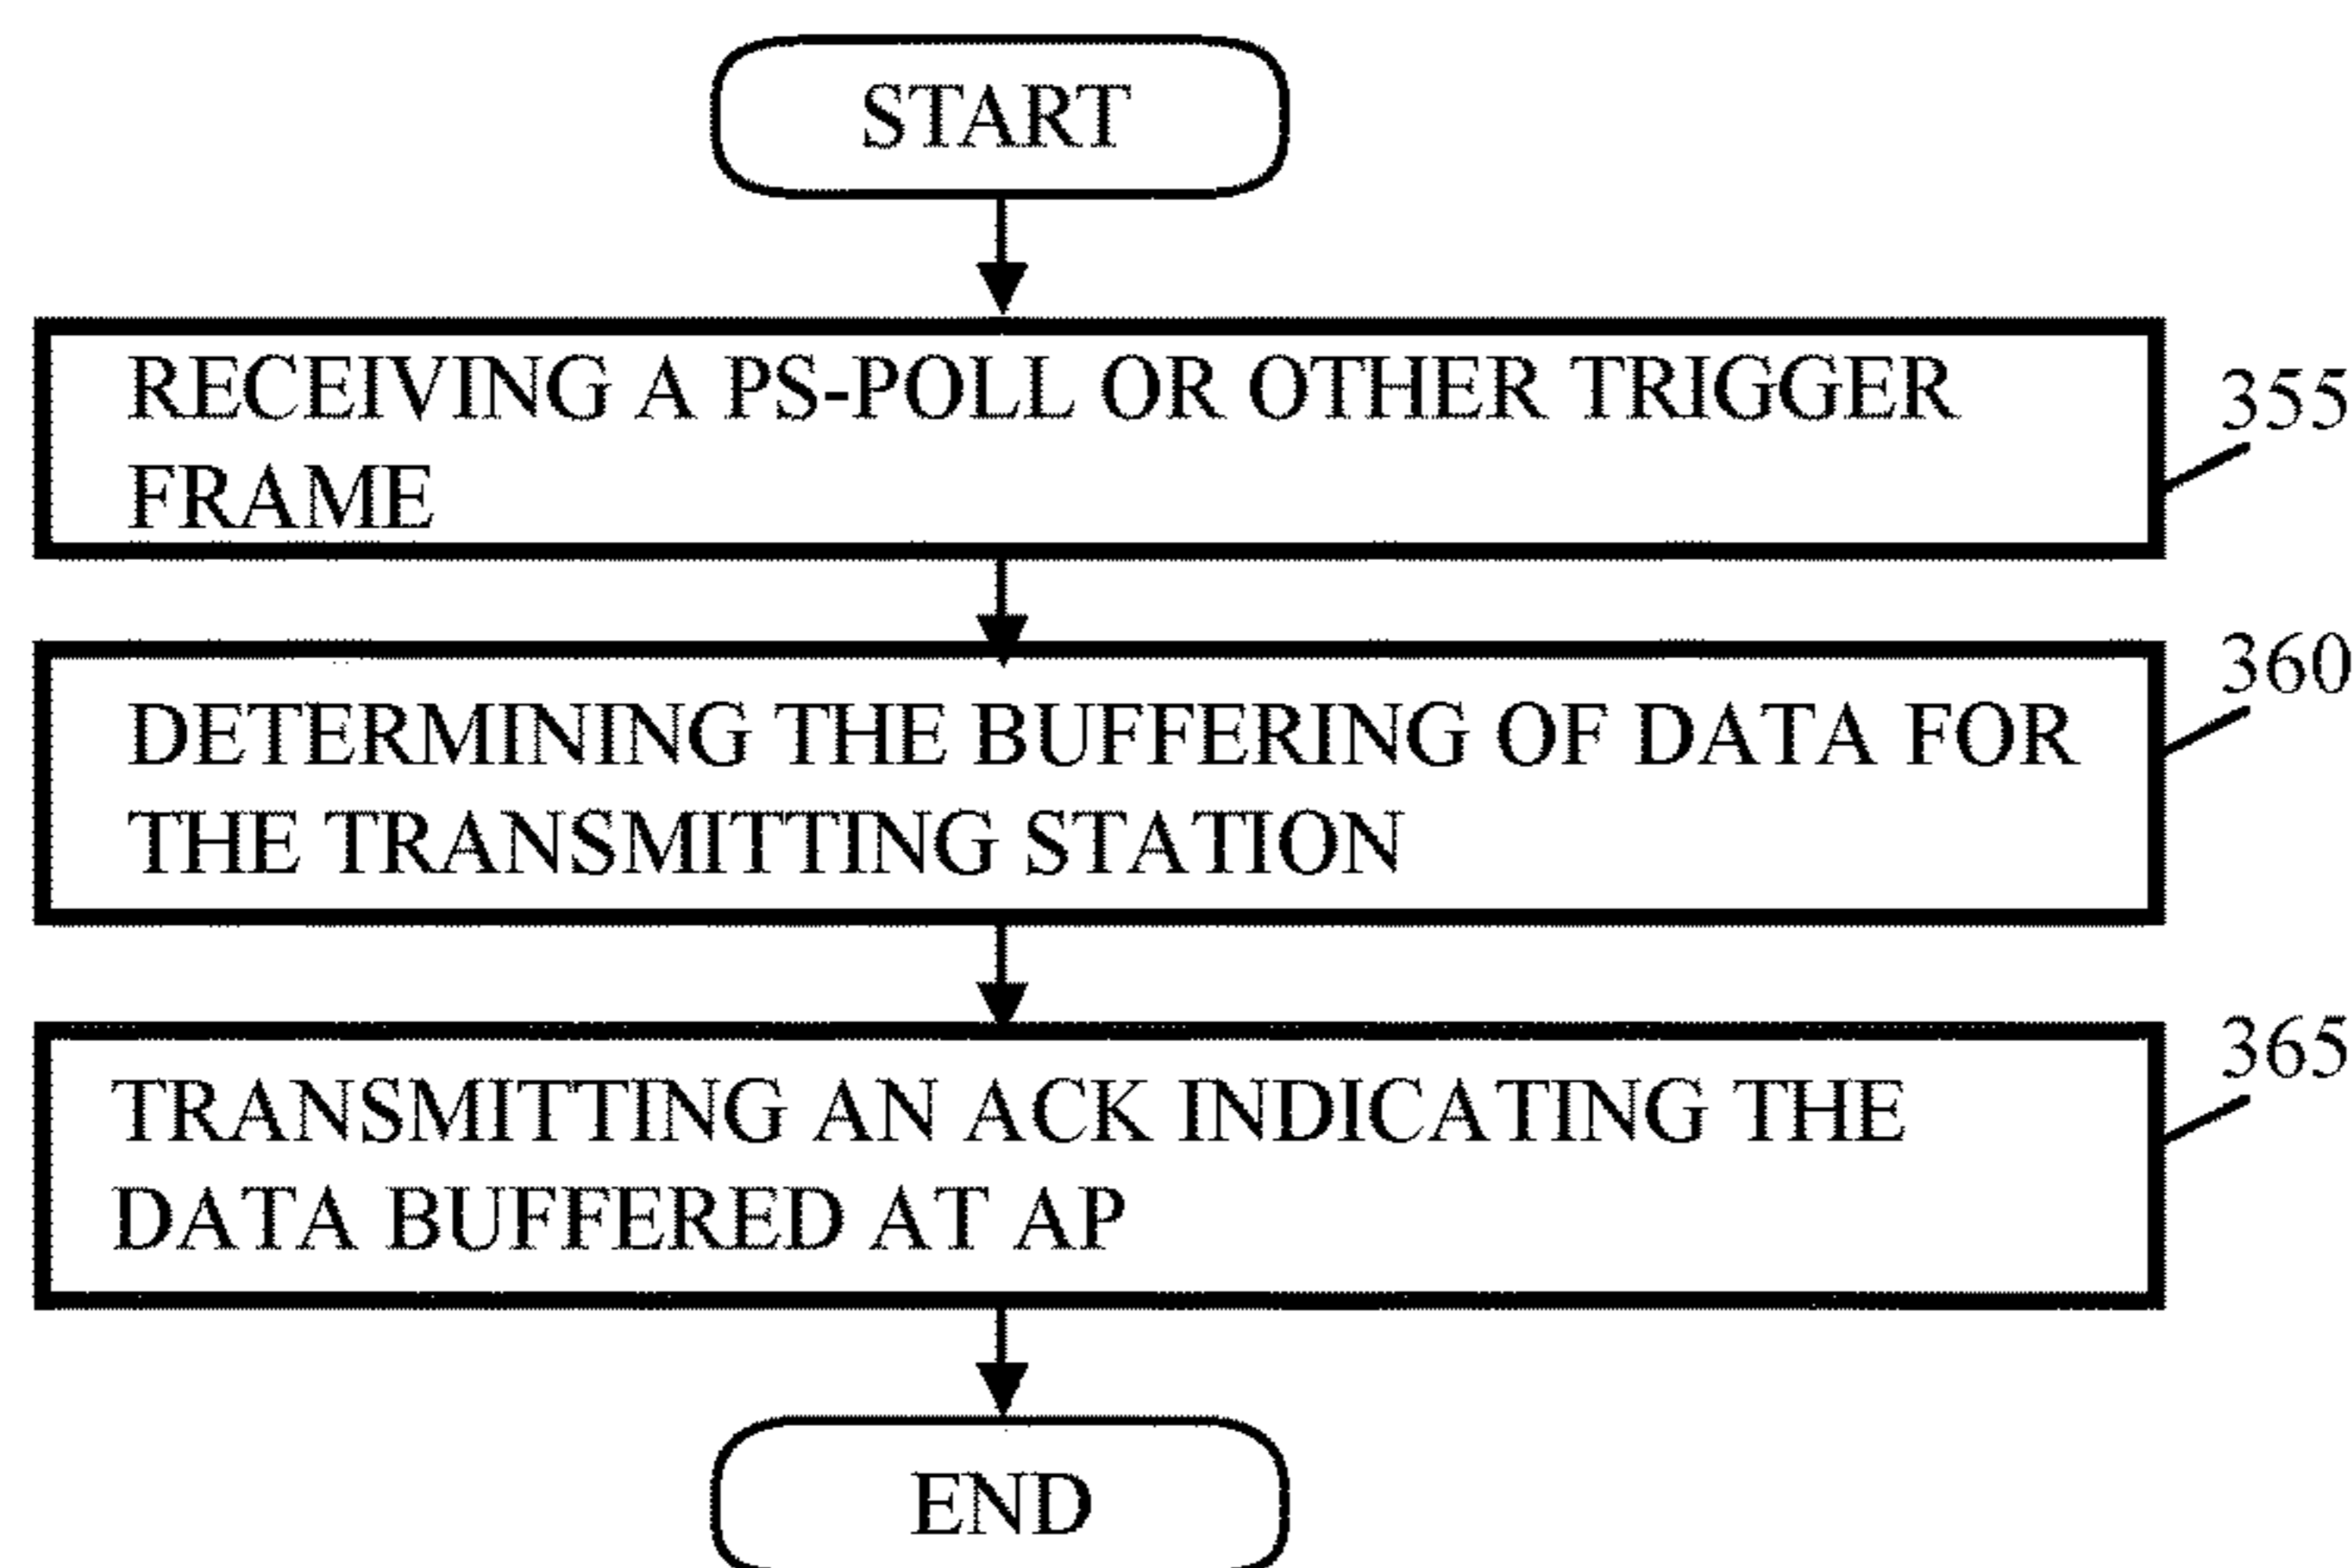 START
RECEIVING A PS-POLL OR OTHER TRIGGER
FRAME
355
DETERMINING THE BUFFERING OF DATA FOR
THE TRANSMITTING STATION
360
TRANSMITTING AN ACK INDICATING THE
DATA BUFFERED AT AP
365
END